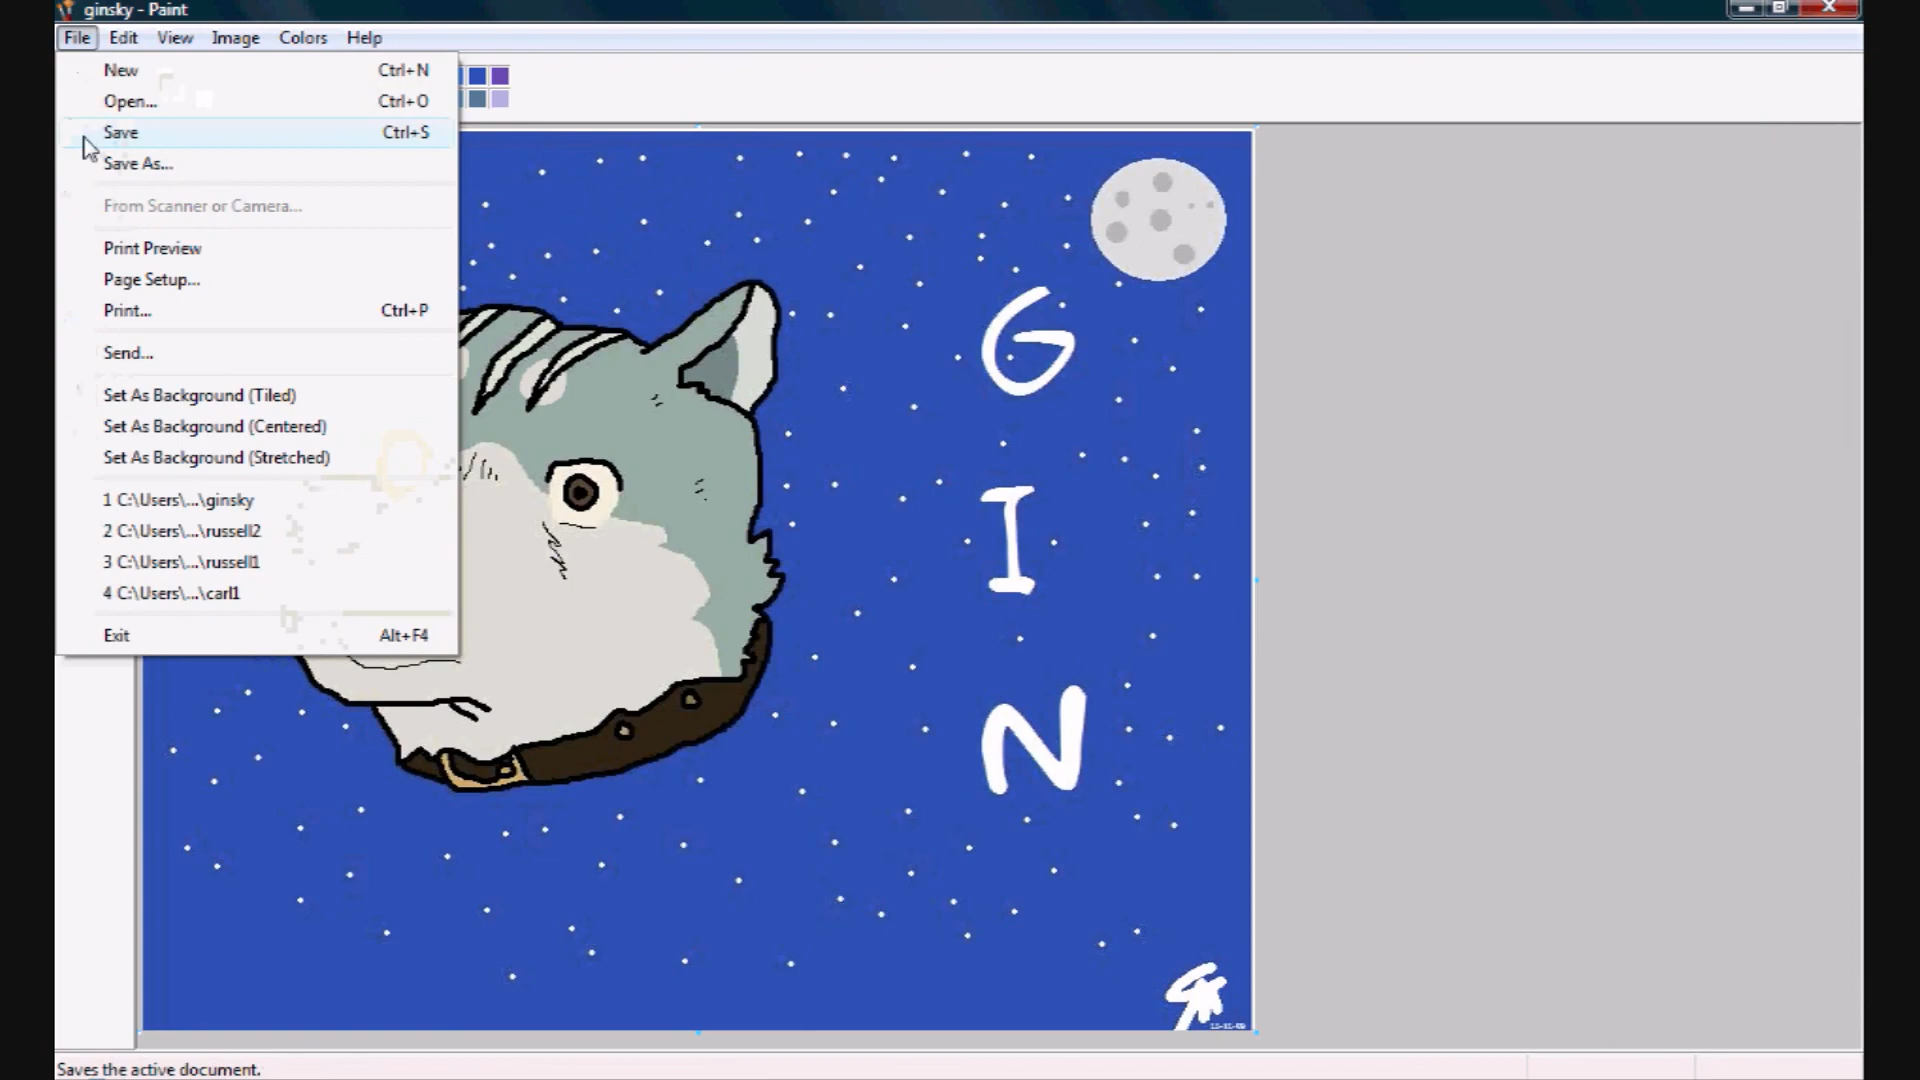 ginsky - Paint
File Edit View Image Colors Help
New Ctrl+N
Open... Ctrl+O
Save Ctrl+S
Save As...
From Scanner or Camera...
Print Preview
Page Setup...
Print... Ctrl+P
Send...
Set As Background (Tiled)
Set As Background (Centered)
Set As Background (Stretched)
1 C:\Users\...\ginsky
2 C:\Users\...\russell2
3 C:\Users\...\russell1
4 C:\Users\...\carl1
Exit Alt+F4
G
I
N
Saves the active document.